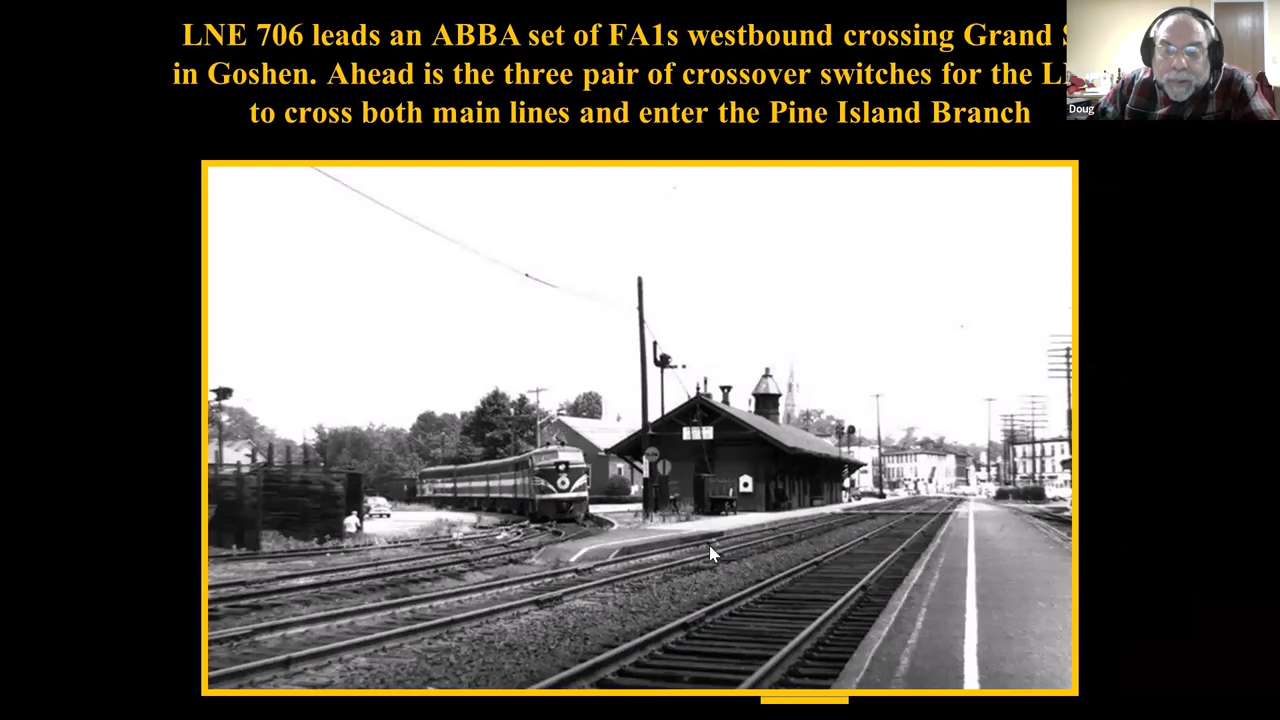 LNE 706 leads an ABBA set of FA1s westbound crossing Grand
in Goshen. Ahead is the three pair of crossover switches for the
to cross both main lines and enter the Pine Island Branch
Doug